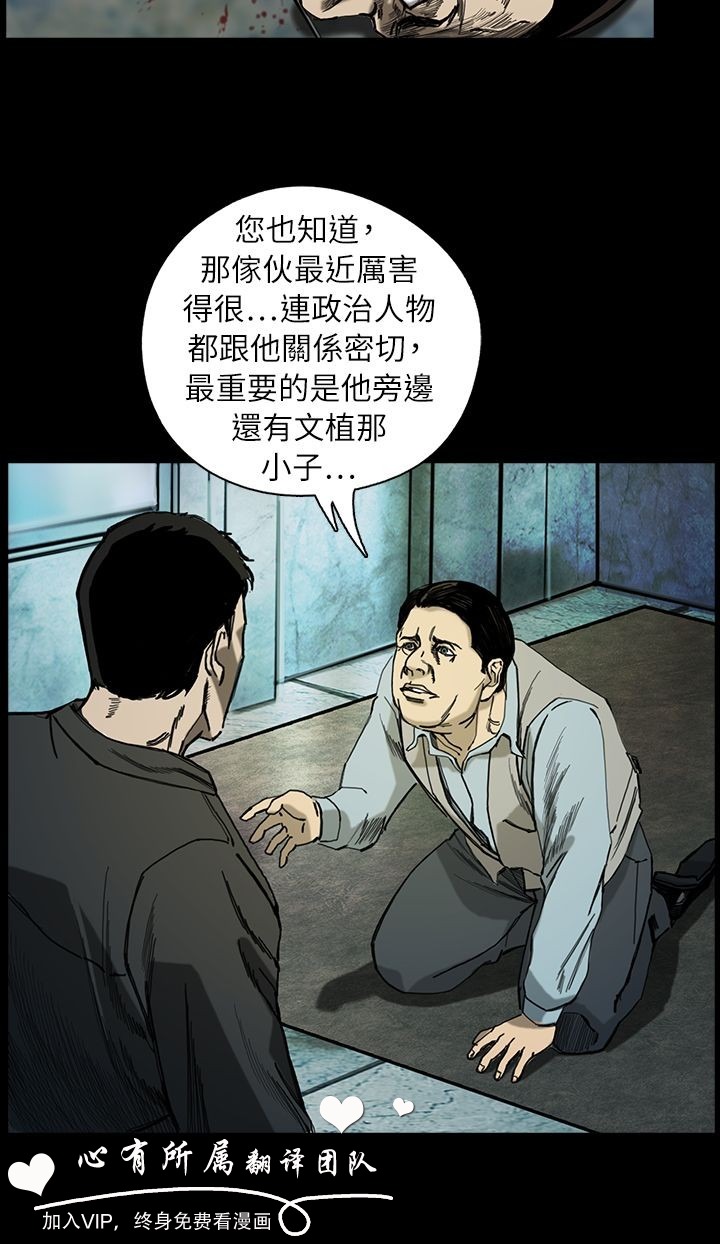 您也知道，
那傢伙最近厲害
得很...連政治人物
都跟他關係密切，
最重要的是他旁邊
還有文植那
小子...
心有所属翻译团队
加入VIP，终身免费看漫画